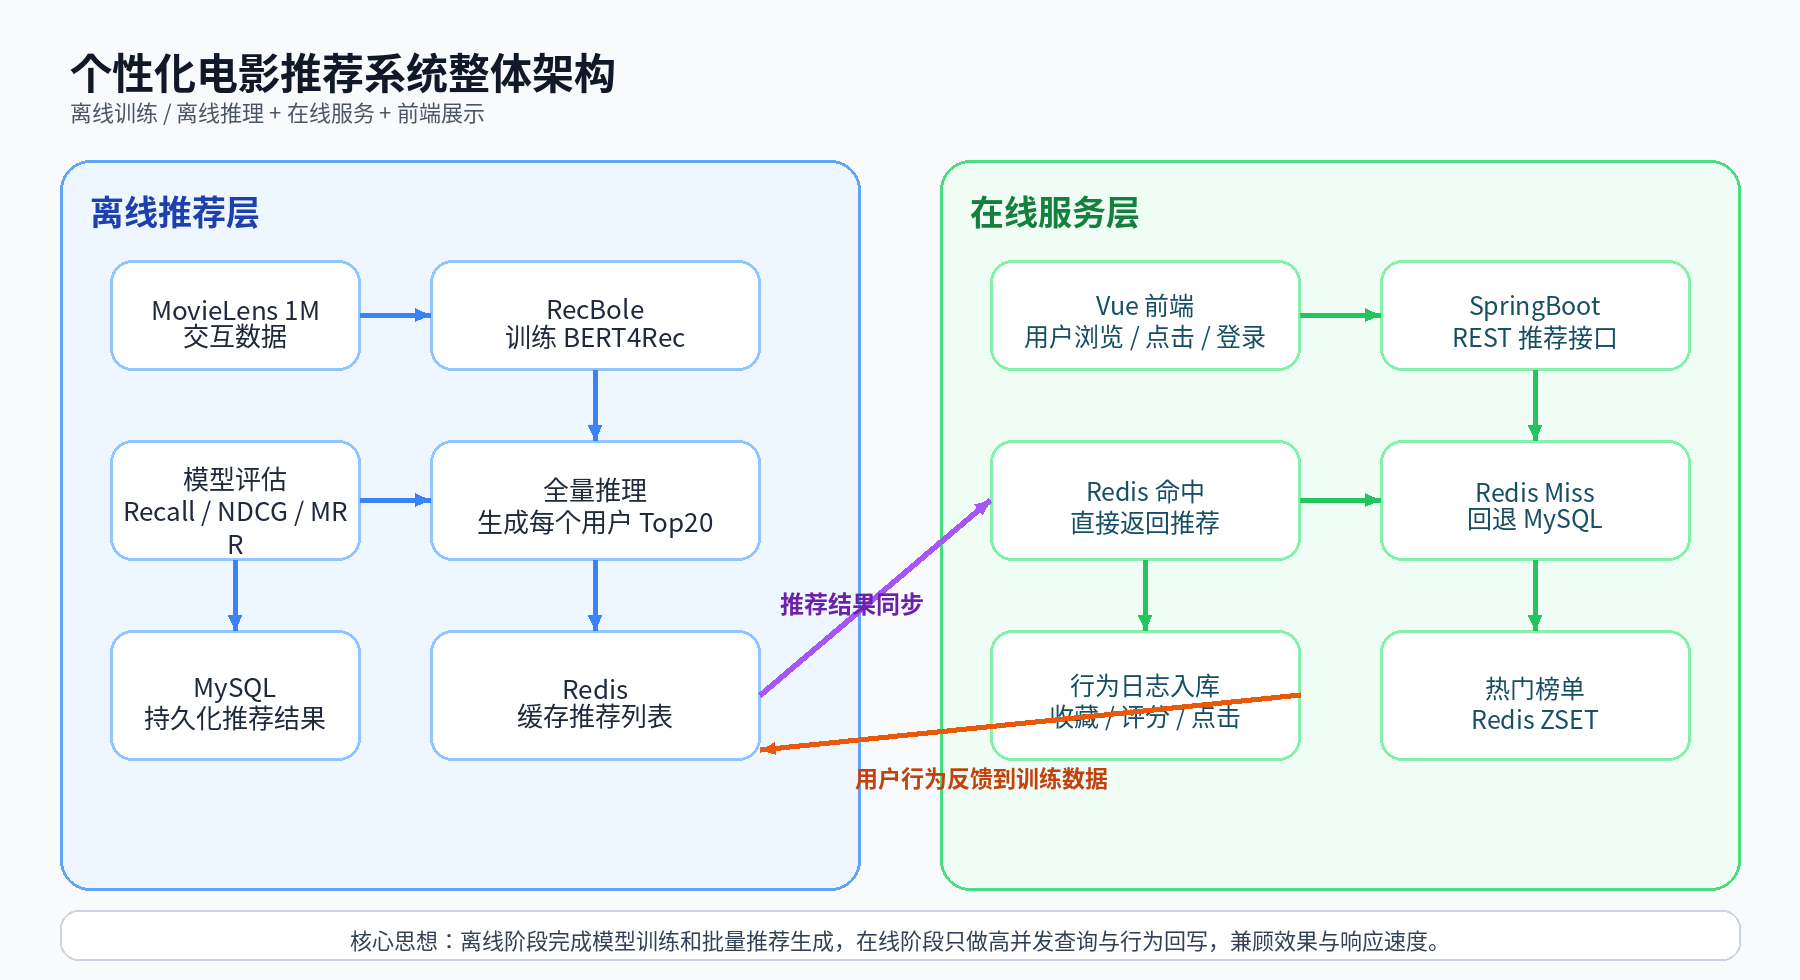 个性化电影推荐系统整体架构
离线训练 / 离线推理 + 在线服务 + 前端展示
离线推荐层
MovieLens 1M
交互数据
RecBole
训练 BERT4Rec
模型评估
Recall / NDCG / MR
R
全量推理
生成每个用户 Top20
MySQL
持久化推荐结果
Redis
缓存推荐列表
推荐结果同步
在线服务层
Vue 前端
用户浏览 / 点击 / 登录
SpringBoot
REST 推荐接口
Redis 命中
直接返回推荐
Redis Miss
回退 MySQL
行为日志入库
收藏 / 评分 / 点击
热门榜单
Redis ZSET
用户行为反馈到训练数据
核心思想：离线阶段完成模型训练和批量推荐生成，在线阶段只做高并发查询与行为回写，兼顾效果与响应速度。